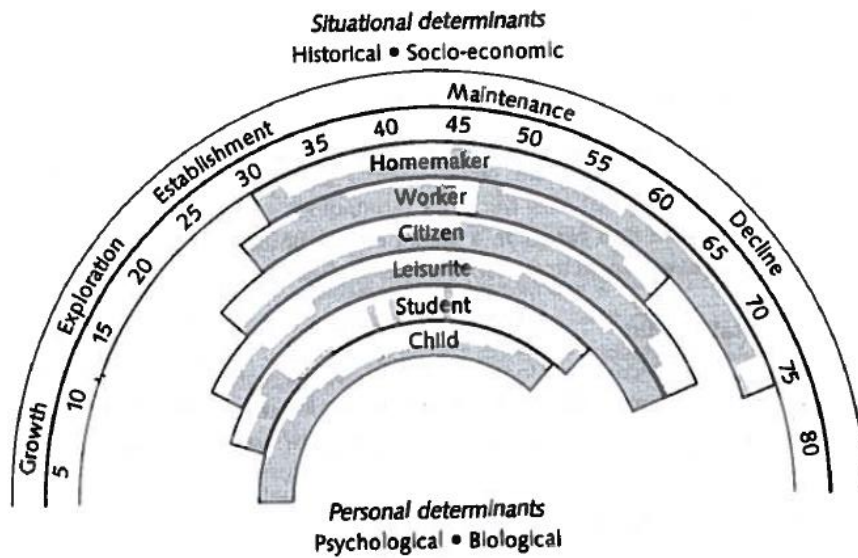 Situational determinants
Historical • Socio-economic
Maintenance
Establishment
Exploration
Growth
Decline
5
10
15
20
25
30
35
40
45
50
55
60
65
70
75
80
Homemaker
Worker
Citizen
Leisurite
Student
Child
Personal determinants
Psychological • Biological